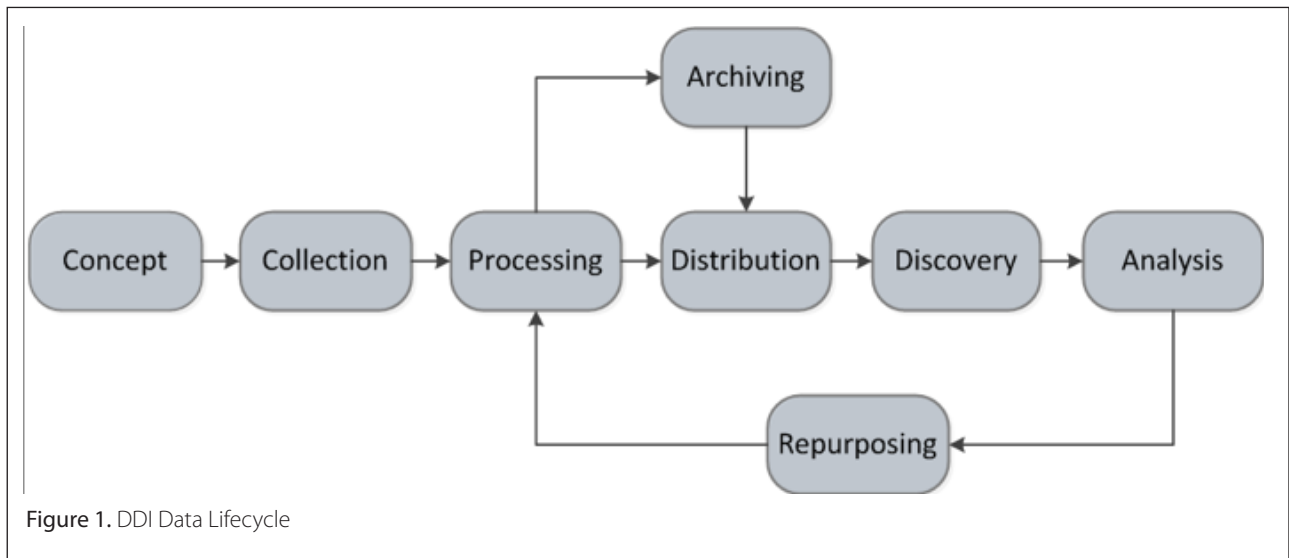 Archiving
Concept
Collection
Processing
Distribution
Discovery
Analysis
Repurposing
Figure 1. DDI Data Lifecycle